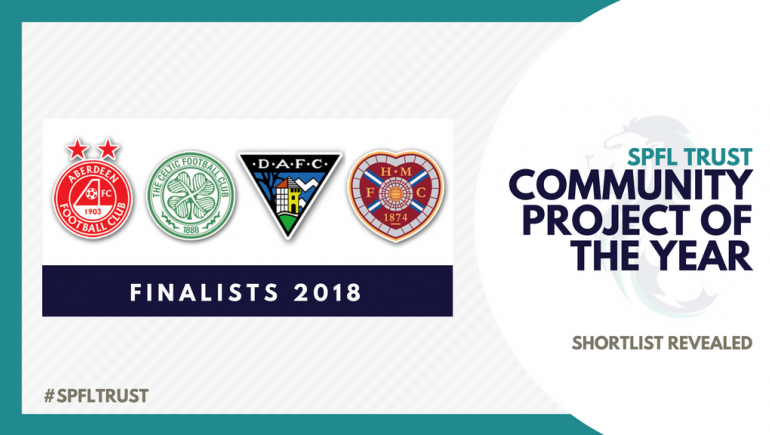 ABERDEEN
FC
1903
FOOTBALL CLUB
THE CELTIC FOOTBALL CLUB
1888
D.A.F.C.
H·M
F C
1874
FINALISTS 2018
#SPFLTRUST
SPFL TRUST
COMMUNITY
PROJECT OF
THE YEAR
SHORTLIST REVEALED